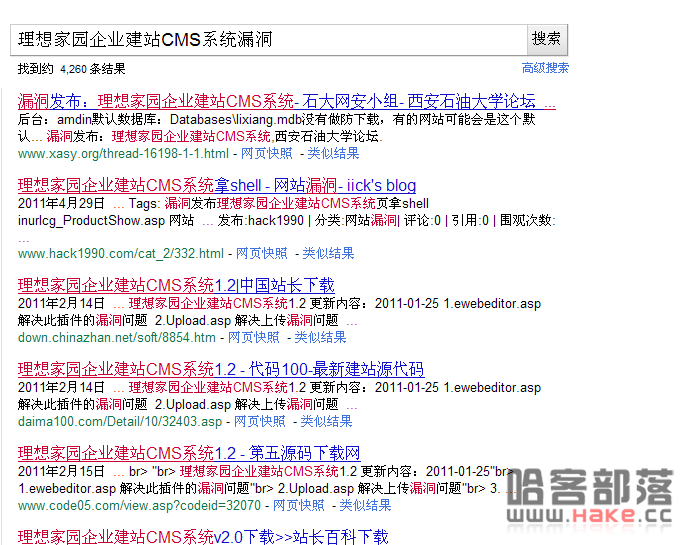 理想家园企业建站CMS系统漏洞
搜索
找到约 4,260 条结果
高级搜索
漏洞发布：理想家园企业建站CMS系统- 石大网安小组- 西安石油大学论坛 ...
后台：amdin默认数据库：Databases\lixiang.mdb没有做防下载，有的网站可能会是这个默
认... 漏洞发布：理想家园企业建站CMS系统,西安石油大学论坛.
www.xasy.org/thread-16198-1-1.html - 网页快照 - 类似结果
理想家园企业建站CMS系统拿shell - 网站漏洞- iick's blog
2011年4月29日 ... Tags: 漏洞发布理想家园企业建站CMS系统页拿shell
inurlcg_ProductShow.asp 网站 ... 发布:hack1990 | 分类:网站漏洞| 评论:0 | 引用:0 | 围观次数:
...
www.hack1990.com/cat_2/332.html - 网页快照 - 类似结果
理想家园企业建站CMS系统1.2|中国站长下载
2011年2月14日 ... 理想家园企业建站CMS系统1.2 更新内容：2011-01-25 1.ewebeditor.asp
解决此插件的漏洞问题 2.Upload.asp 解决上传漏洞问题 ...
down.chinazhan.net/soft/8854.htm - 网页快照 - 类似结果
理想家园企业建站CMS系统1.2 - 代码100-最新建站源代码
2011年2月14日 ... 理想家园企业建站CMS系统1.2 更新内容：2011-01-25 1.ewebeditor.asp
解决此插件的漏洞问题 2.Upload.asp 解决上传漏洞问题 ...
daima100.com/Detail/10/32403.asp - 网页快照 - 类似结果
理想家园企业建站CMS系统1.2 - 第五源码下载网
2011年2月15日 ... br> "br> 理想家园企业建站CMS系统1.2 更新内容：2011-01-25"br>
1.ewebeditor.asp 解决此插件的漏洞问题"br> 2.Upload.asp 解决上传漏洞问题"br> 3. ...
www.code05.com/view.asp?codeid=32070 - 网页快照 - 类似结果
理想家园企业建站CMS系统v2.0下载>>站长百科下载
哈客部落
www.HAKE.cc